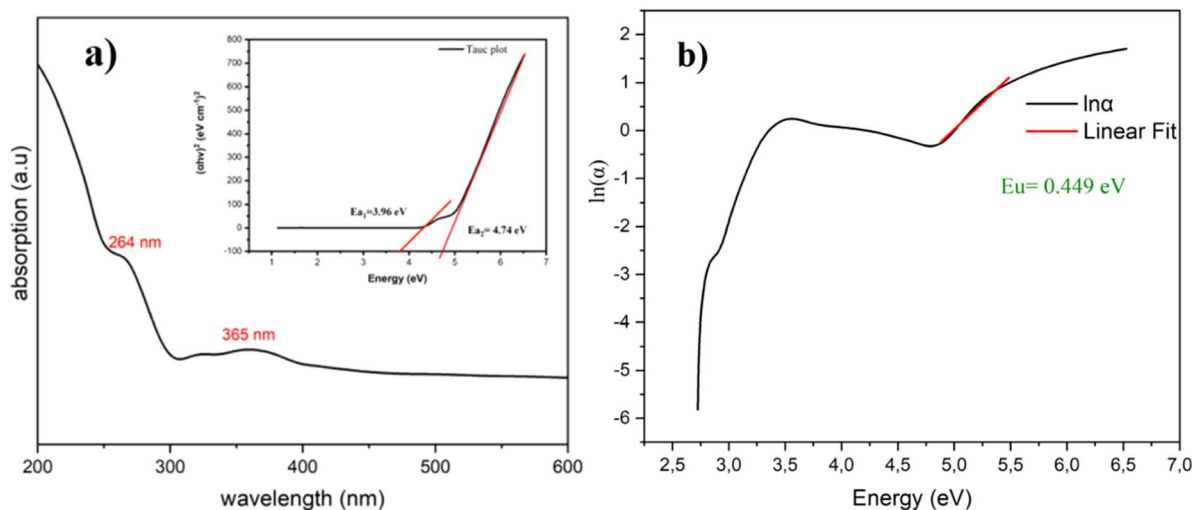 a)
absorption (a.u)
264 nm
365 nm
200
300
400
500
600
wavelength (nm)
(αhν)² (eV cm⁻¹)²
800
700
600
500
400
300
200
100
0
-100
Tauc plot
Ea₁=3.96 eV
Ea₂= 4.74 eV
1
2
3
4
5
6
7
Energy (eV)
b)
ln(α)
2
1
0
-1
-2
-3
-4
-5
-6
lnα
Linear Fit
Eu= 0.449 eV
2,5
3,0
3,5
4,0
4,5
5,0
5,5
6,0
6,5
7,0
Energy (eV)